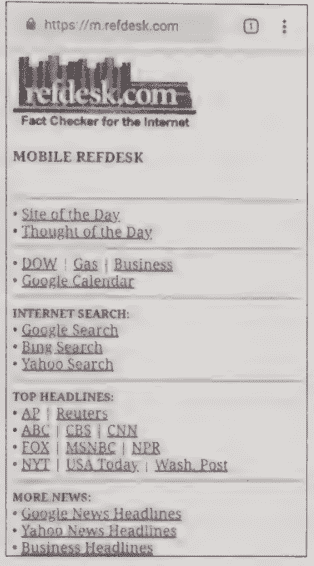 https://m.refdesk.com 1
refdesk.com
Fact Checker for the Internet
MOBILE REFDESK
• Site of the Day
• Thought of the Day
• DOW | Gas | Business
• Google Calendar
INTERNET SEARCH:
• Google Search
• Bing Search
• Yahoo Search
TOP HEADLINES:
• AP | Reuters
• ABC | CBS | CNN
• FOX | MSNBC | NPR
• NYT | USA Today | Wash. Post
MORE NEWS:
• Google News Headlines
• Yahoo News Headlines
• Business Headlines